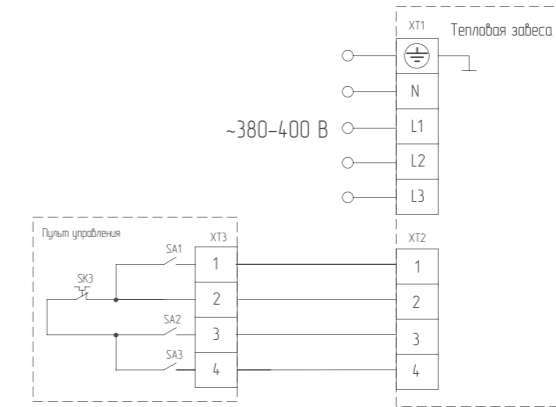 XT1
Тепловая завеса
N
~380-400 В
L1
L2
L3
Пульт управления
XT3
XT2
SA1
1
1
SK3
2
2
SA2
3
3
SA3
4
4